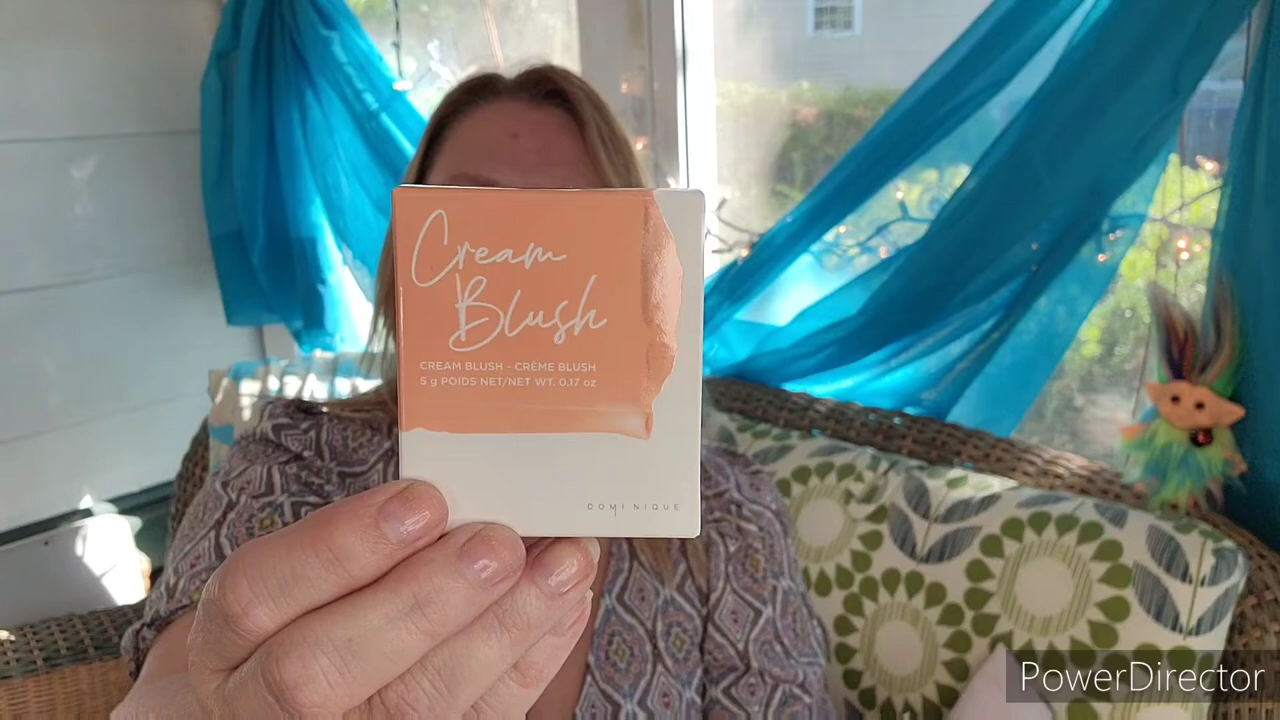 Cream
Blush
CREAM BLUSH - CRÈME BLUSH
5 g POIDS NET/NET WT. 0.17 oz
DOMINIQUE
PowerDirector